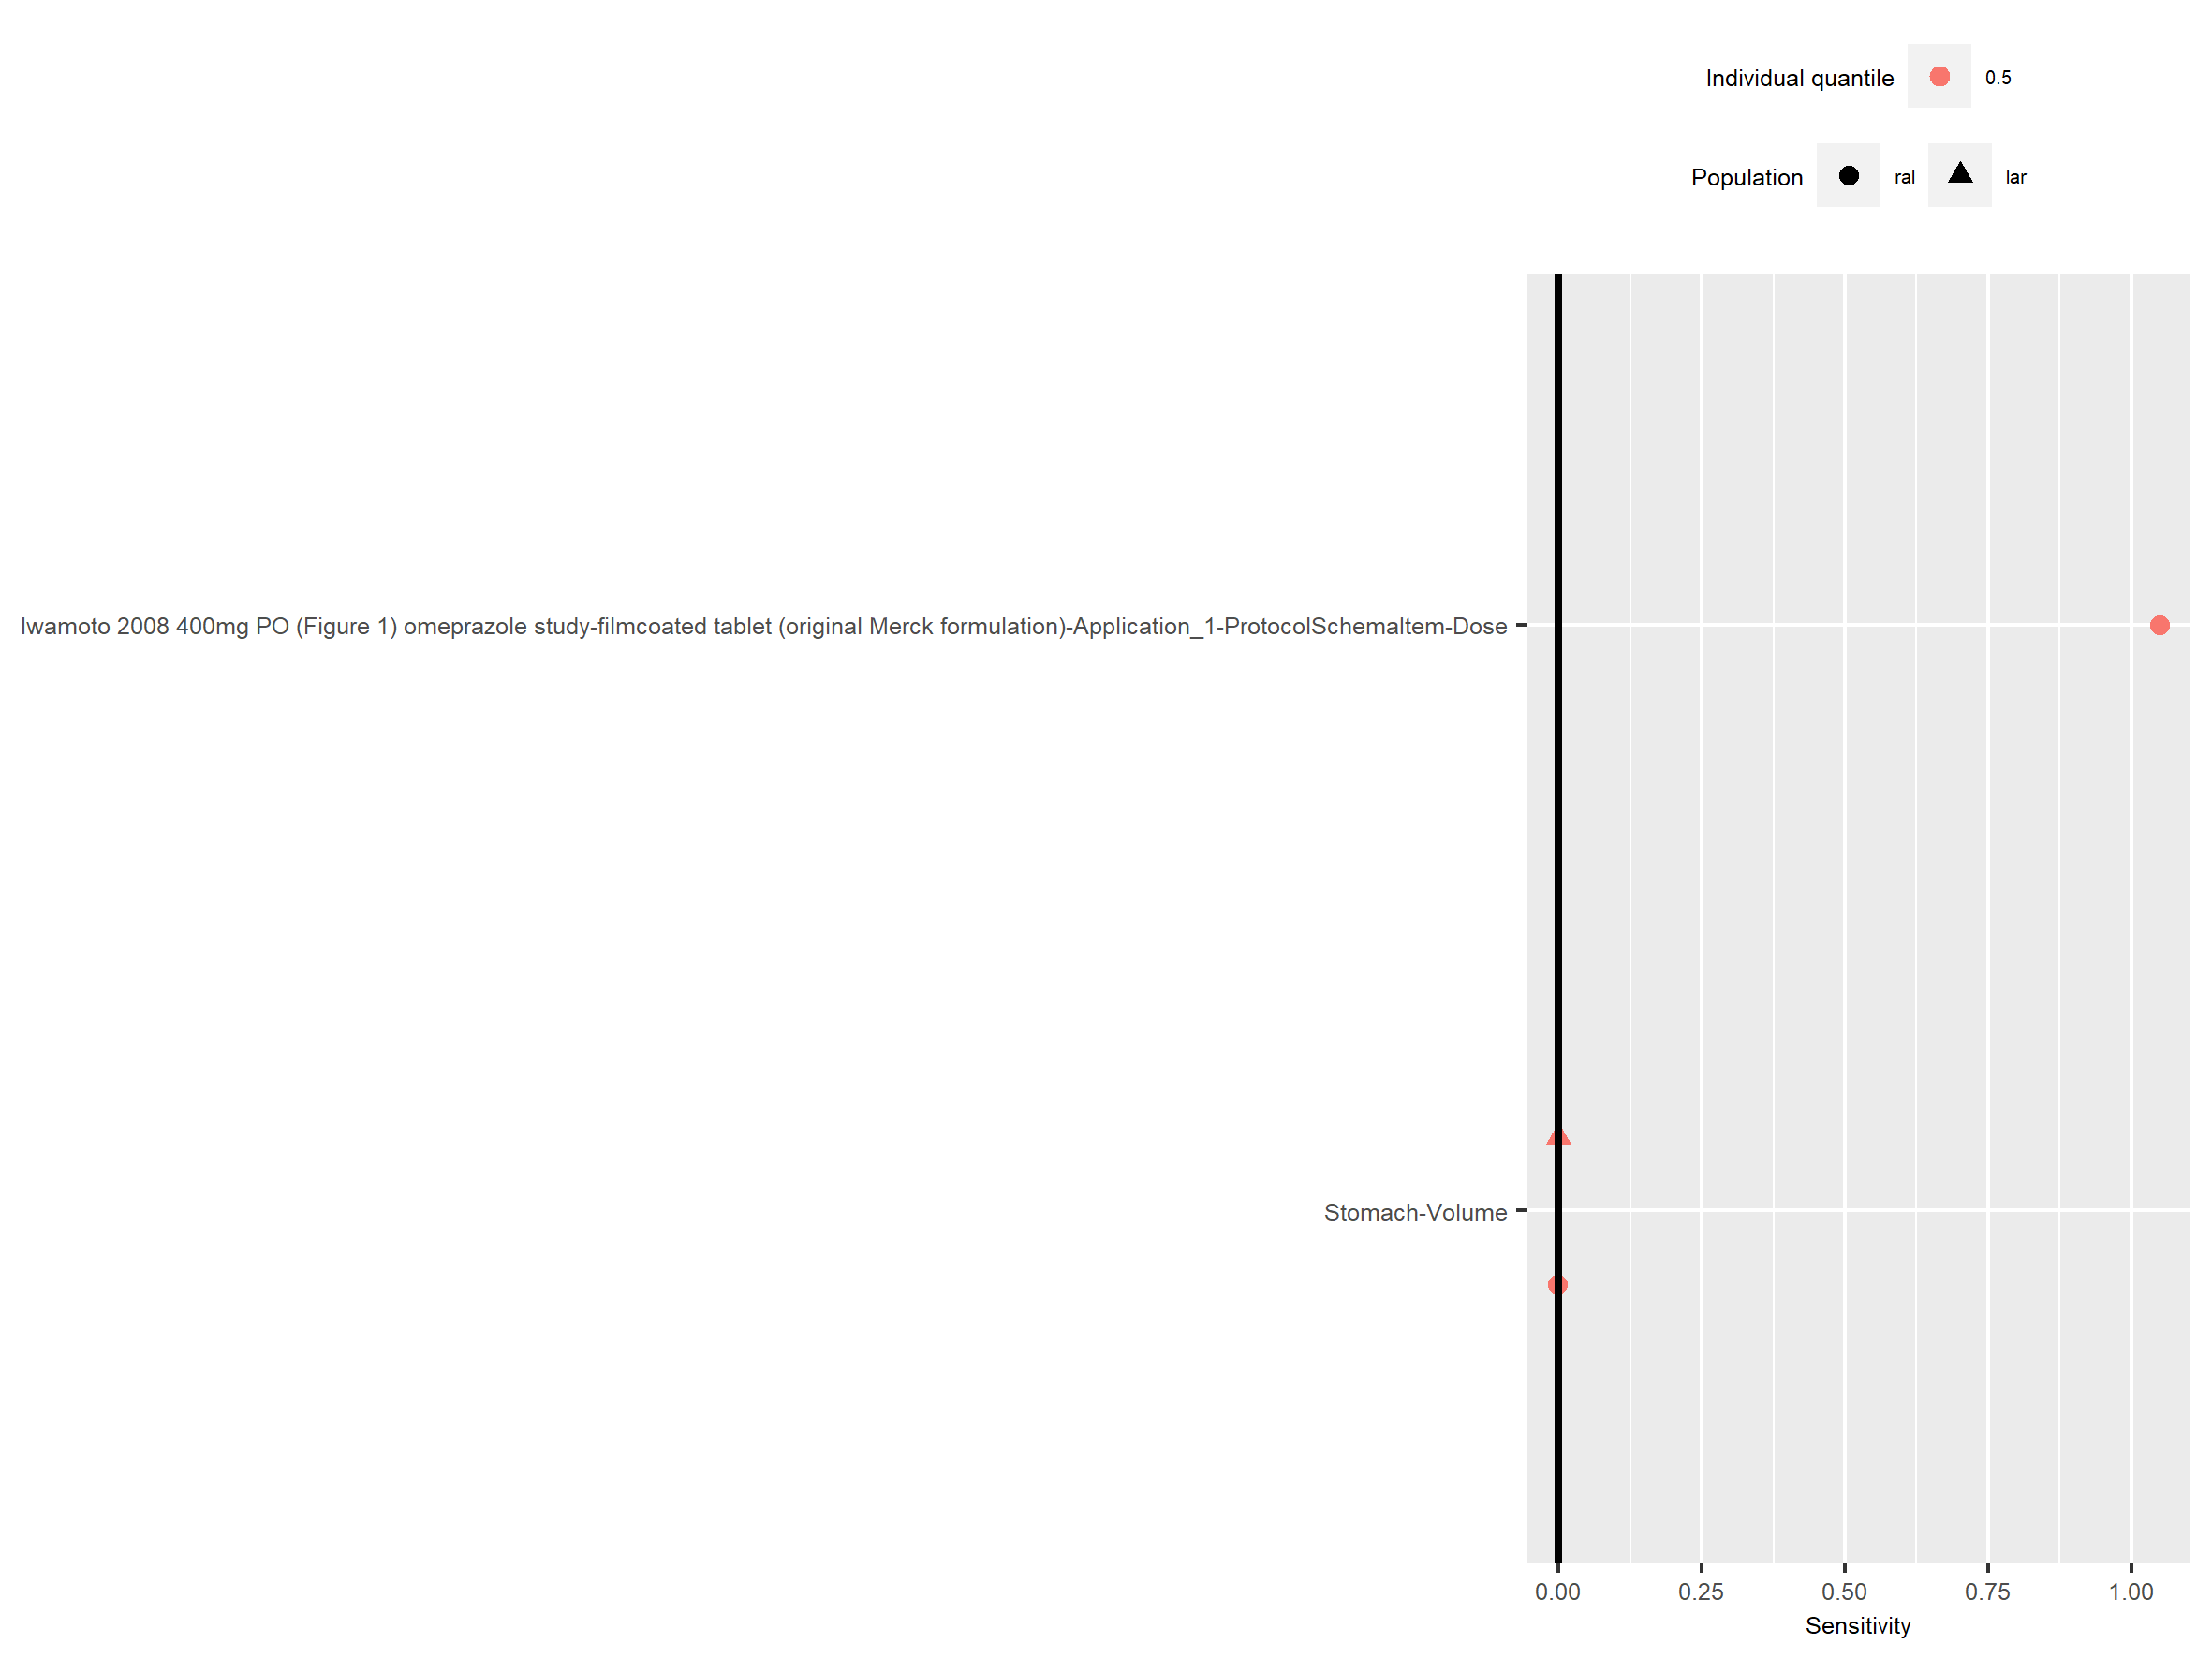 Individual quantile 0.5
Population ral lar
Iwamoto 2008 400mg PO (Figure 1) omeprazole study-filmcoated tablet (original Merck formulation)-Application_1-ProtocolSchemaItem-Dose
Stomach-Volume
0.00 0.25 0.50 0.75 1.00
Sensitivity